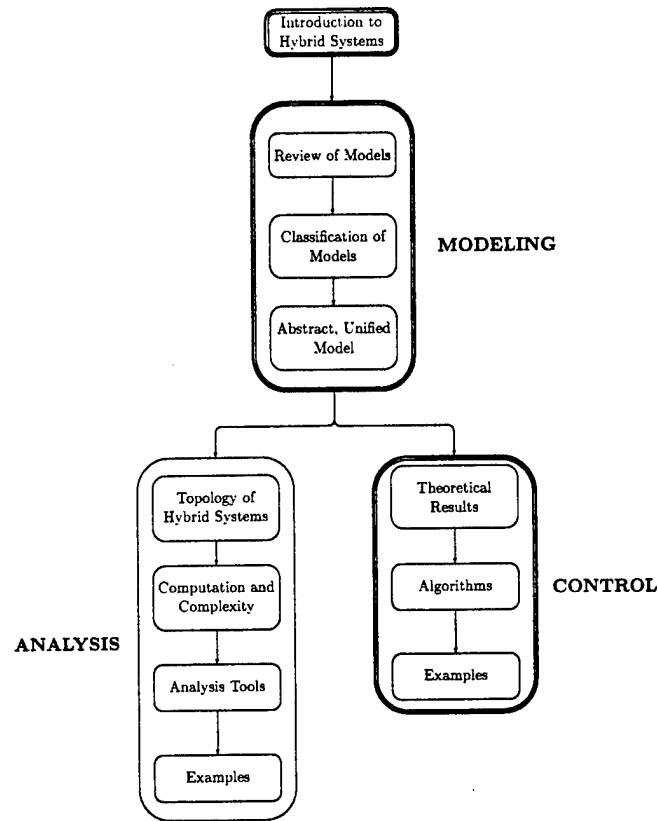 Introduction to
Hybrid Systems
Review of Models
Classification of
Models
MODELING
Abstract, Unified
Model
Topology of
Hybrid Systems
Computation and
Complexity
ANALYSIS
Analysis Tools
Examples
Theoretical
Results
Algorithms
CONTROL
Examples